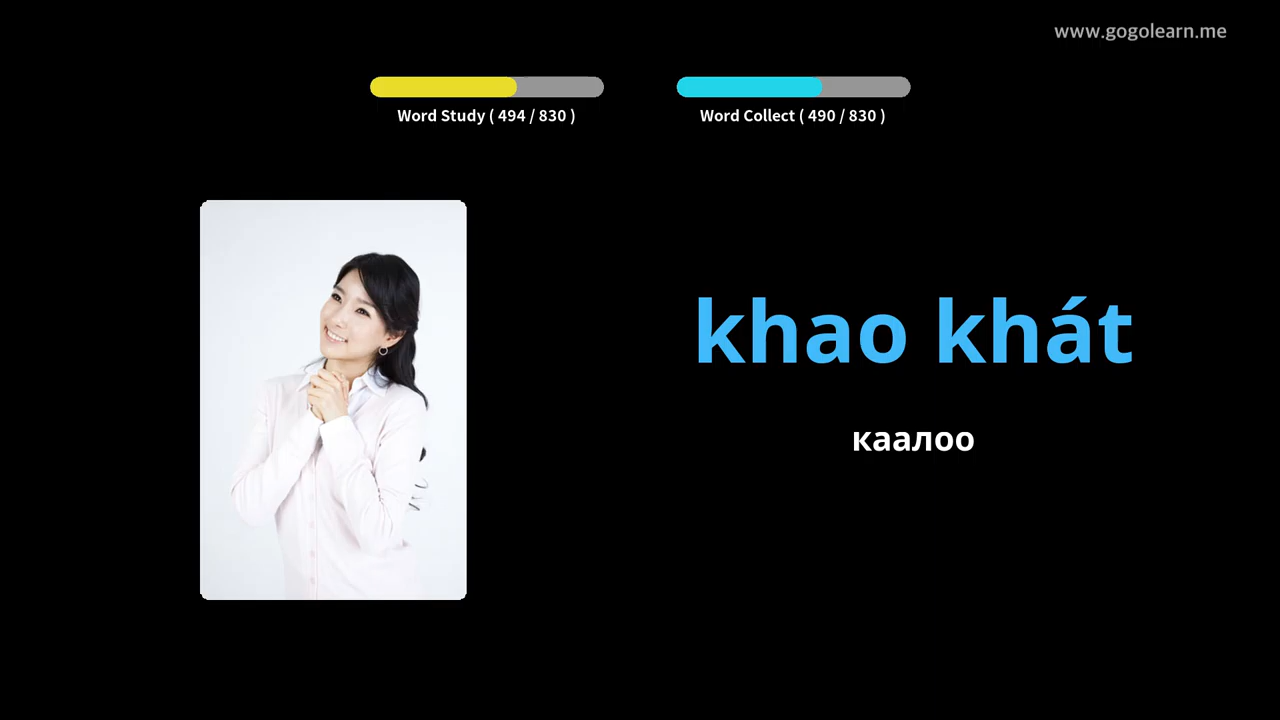 www.gogolearn.me
Word Study ( 494 / 830 )
Word Collect ( 490 / 830 )
khao khát
каалоо